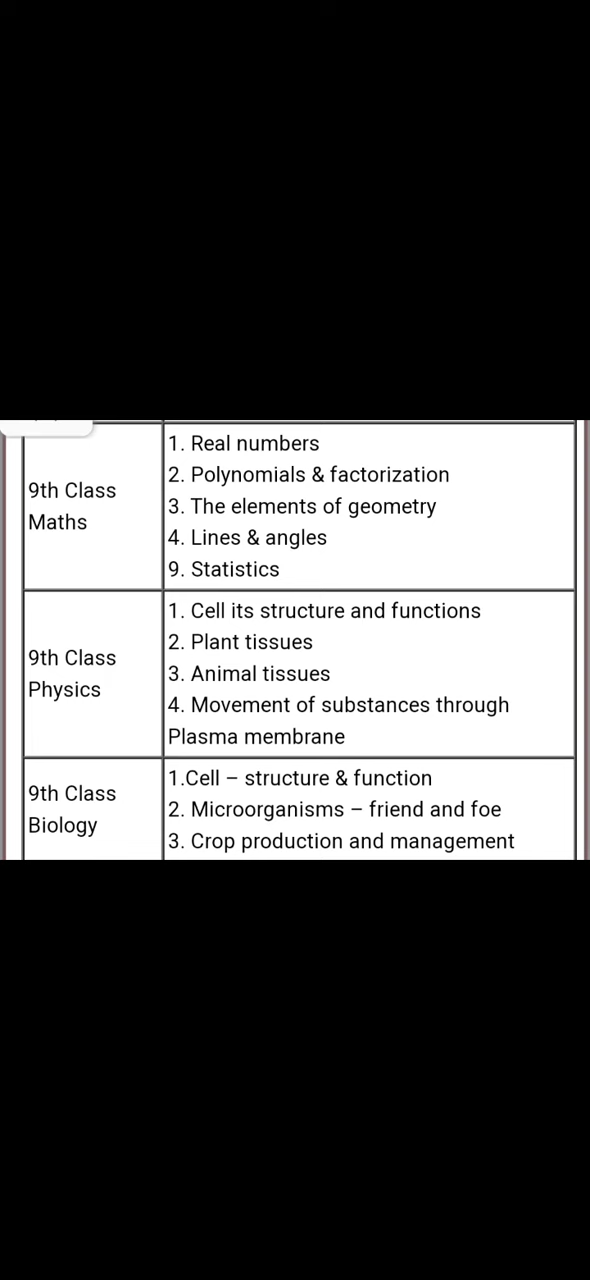 9th Class
Maths
1. Real numbers
2. Polynomials & factorization
3. The elements of geometry
4. Lines & angles
9. Statistics
9th Class
Physics
1. Cell its structure and functions
2. Plant tissues
3. Animal tissues
4. Movement of substances through
Plasma membrane
9th Class
Biology
1.Cell – structure & function
2. Microorganisms – friend and foe
3. Crop production and management